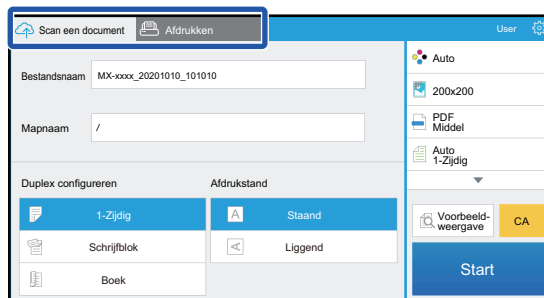 Scan een document
Afdrukken
User
Bestandsnaam
MX-xxxx_20201010_101010
Mapnaam
/
Duplex configureren
Afdrukstand
1-Zijdig
Schrijfblok
Boek
A
Staand
A
Liggend
Auto
200x200
PDF
Middel
Auto
1-Zijdig
Voorbeeld-
weergave
CA
Start